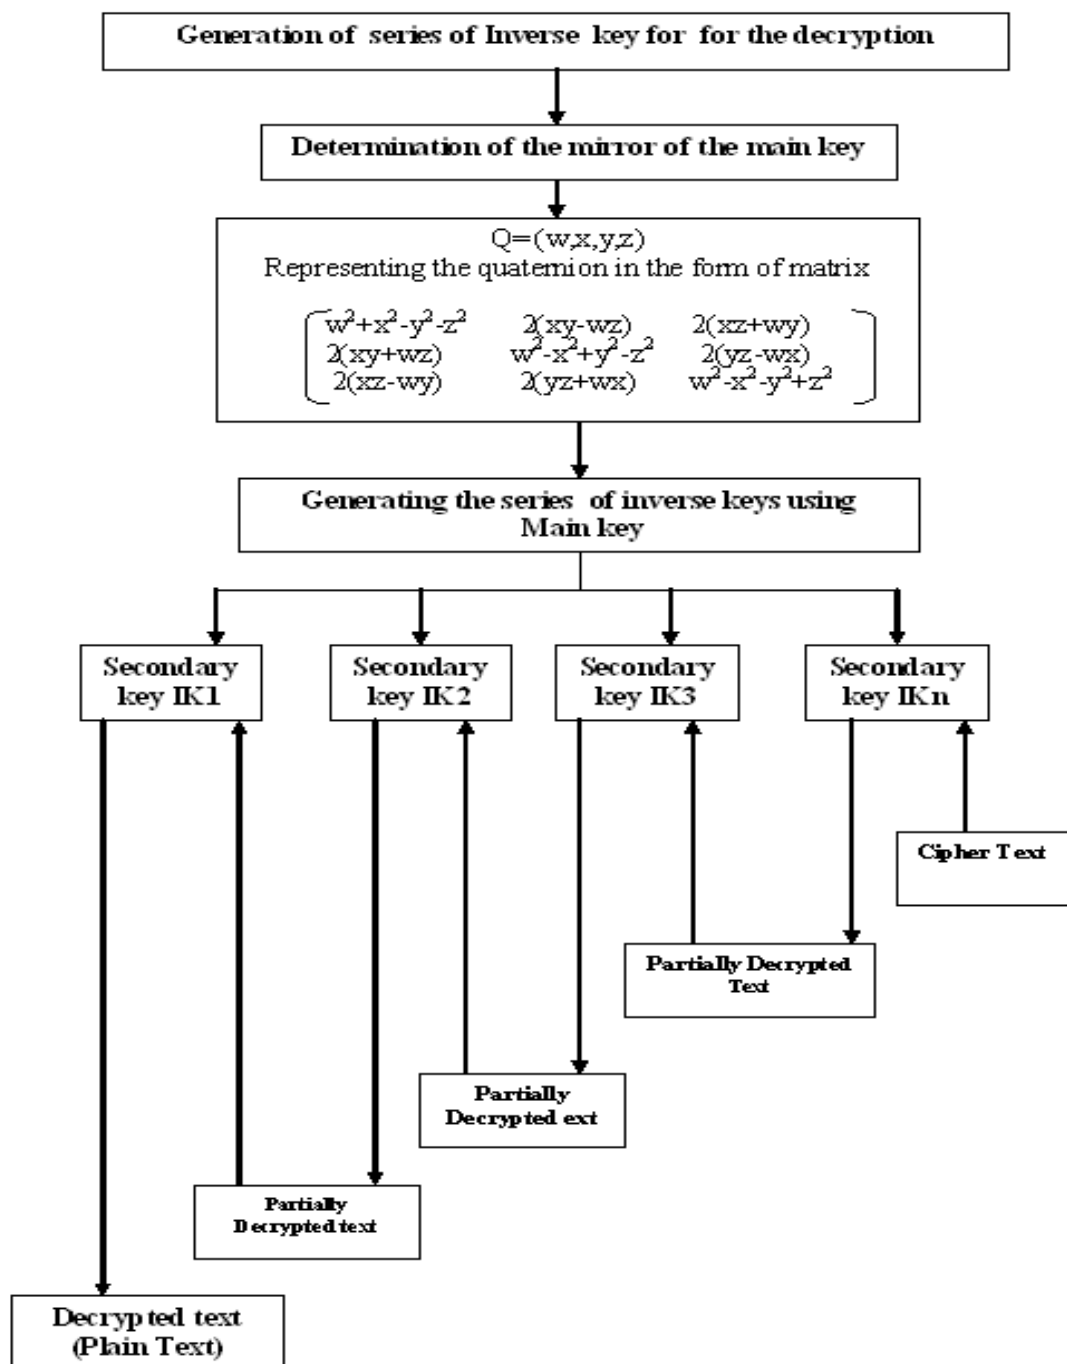 Generation of series of Inverse key for for the decryption
Determination of the mirror of the main key
Q=(w,x,y,z)
Representing the quaternion in the form of matrix
w²+x²-y²-z² 2(xy-wz) 2(xz+wy)
2(xy+wz) w²-x²+y²-z² 2(yz-wx)
2(xz-wy) 2(yz+wx) w²-x²-y²+z²
Generating the series of inverse keys using
Main key
Secondary
key IK1
Secondary
key IK2
Secondary
key IK3
Secondary
key IKn
Cipher Text
Partially Decrypted
Text
Partially
Decrypted ext
Partially
Decrypted text
Decrypted text
(Plain Text)